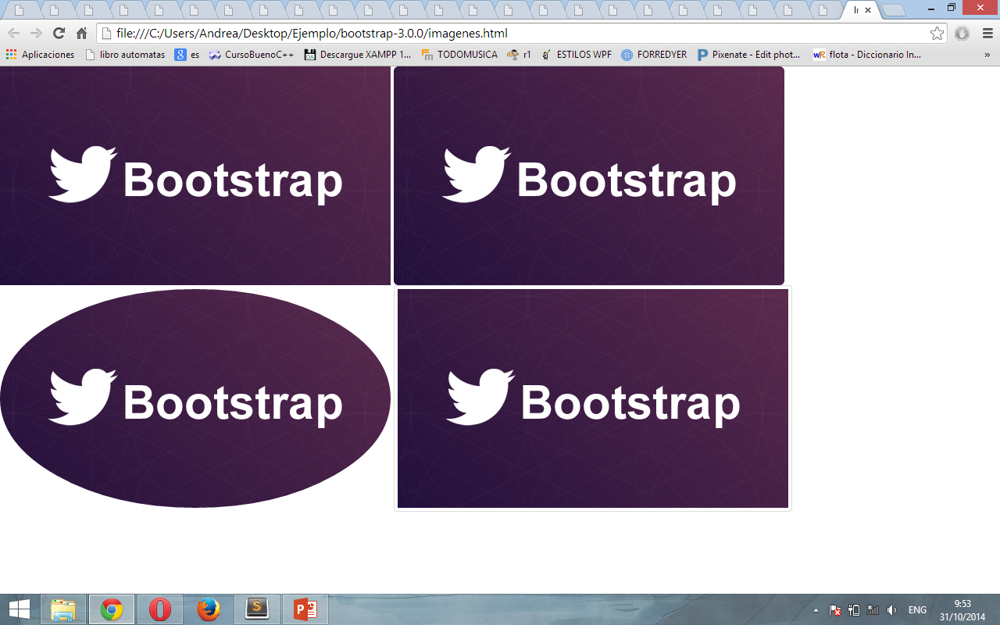 Ir
file:///C:/Users/Andrea/Desktop/Ejemplo/bootstrap-3.0.0/imagenes.html
Aplicaciones libro automatas es CursoBuenoC++ Descargue XAMPP 1... TODOMUSICA r1 ESTILOS WPF FORREDYER Pixenate - Edit phot... flota - Diccionario In... »
Bootstrap Bootstrap
Bootstrap Bootstrap
ENG 9:53
31/10/2014